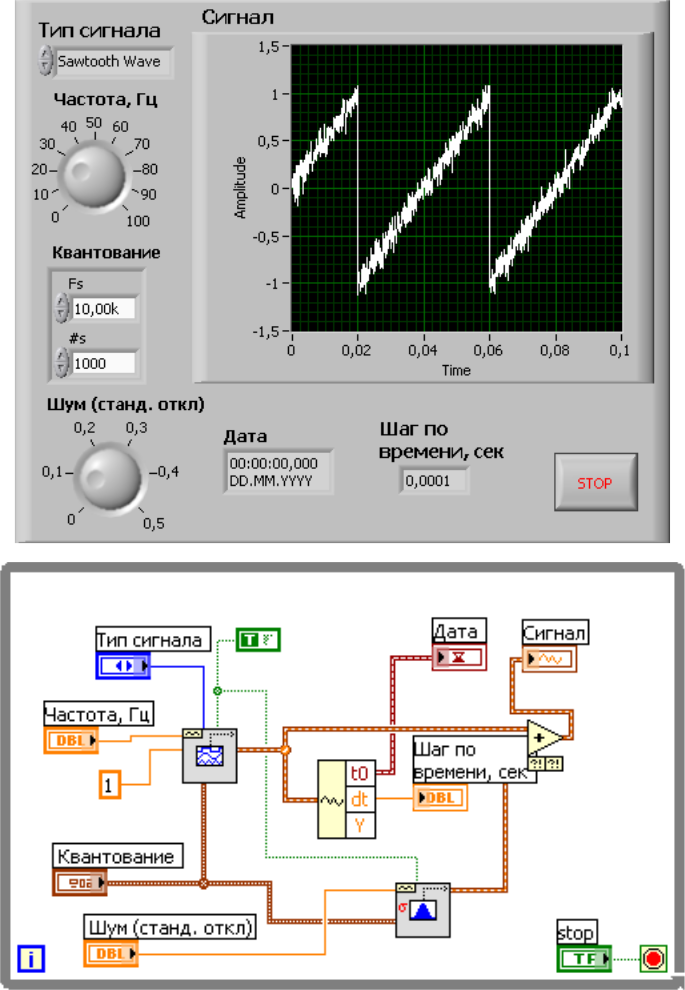 Тип сигнала
Sawtooth Wave
Частота, Гц
40 50 60
30 70
20 80
10 90
0 100
Квантование
Fs
10,00k
#s
1000
Шум (станд. откл)
0,2 0,3
0,1 0,4
0 0,5
Сигнал
1,5
1
0,5
0
-0,5
-1
-1,5
Amplitude
0 0,02 0,04 0,06 0,08 0,1
Time
Дата
00:00:00,000
DD.MM.YYYY
Шаг по
времени, сек
0,0001
STOP
Тип сигнала
T
Дата
Сигнал
Частота, Гц
DBL
1
+
?! ?!
Шаг по
времени, сек
DBL
t0
dt
Y
Квантование
σ
Шум (станд. откл)
DBL
i
stop
TF